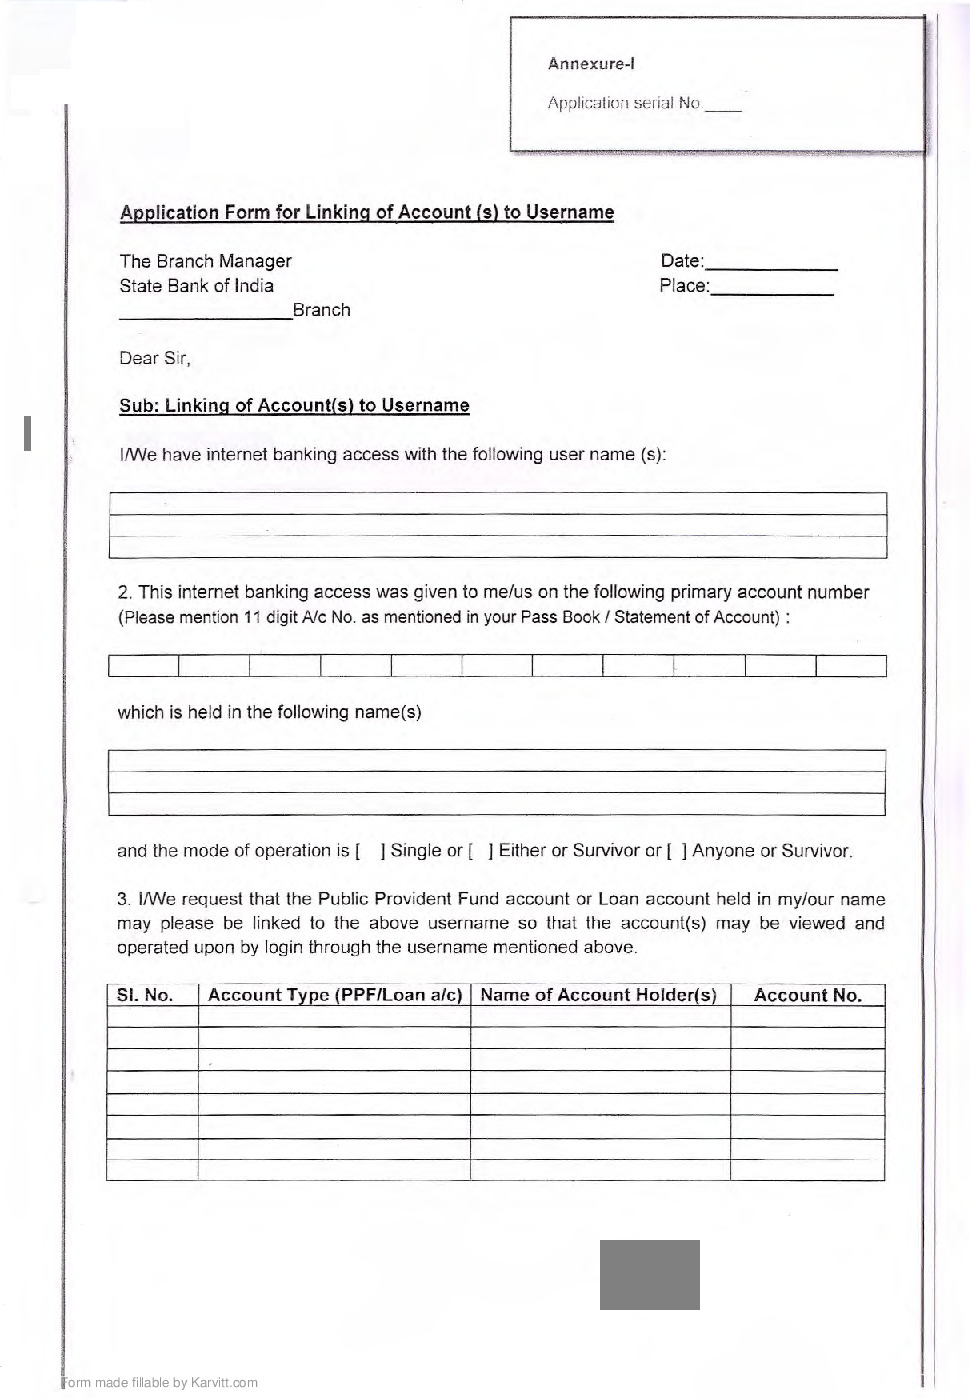 Annexure-I
Application serial No.____
Application Form for Linking of Account (s) to Username
The Branch Manager
Date:______________
State Bank of India
Place:_____________
__________________Branch
Dear Sir,
Sub: Linking of Account(s) to Username
I/We have internet banking access with the following user name (s):
2. This internet banking access was given to me/us on the following primary account number
(Please mention 11 digit A/c No. as mentioned in your Pass Book / Statement of Account) :
which is held in the following name(s)
and the mode of operation is [ ] Single or [ ] Either or Survivor or [ ] Anyone or Survivor.
3. I/We request that the Public Provident Fund account or Loan account held in my/our name
may please be linked to the above username so that the account(s) may be viewed and
operated upon by login through the username mentioned above.
Sl. No. Account Type (PPF/Loan a/c) Name of Account Holder(s) Account No.
Form made fillable by Karvitt.com